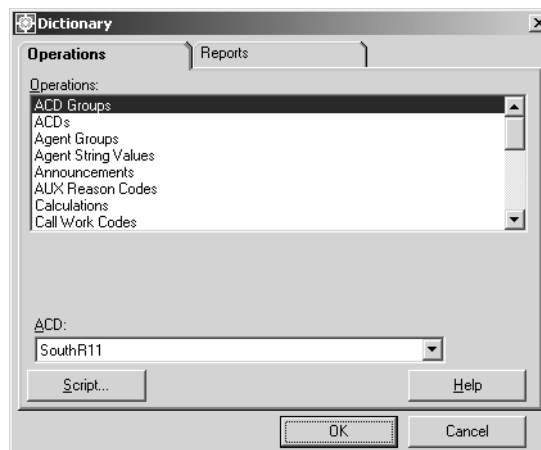 Dictionary
Operations Reports
Operations:
ACD Groups
ACDs
Agent Groups
Agent String Values
Announcements
AUX Reason Codes
Calculations
Call Work Codes
ACD:
SouthR11
Script... Help
OK Cancel